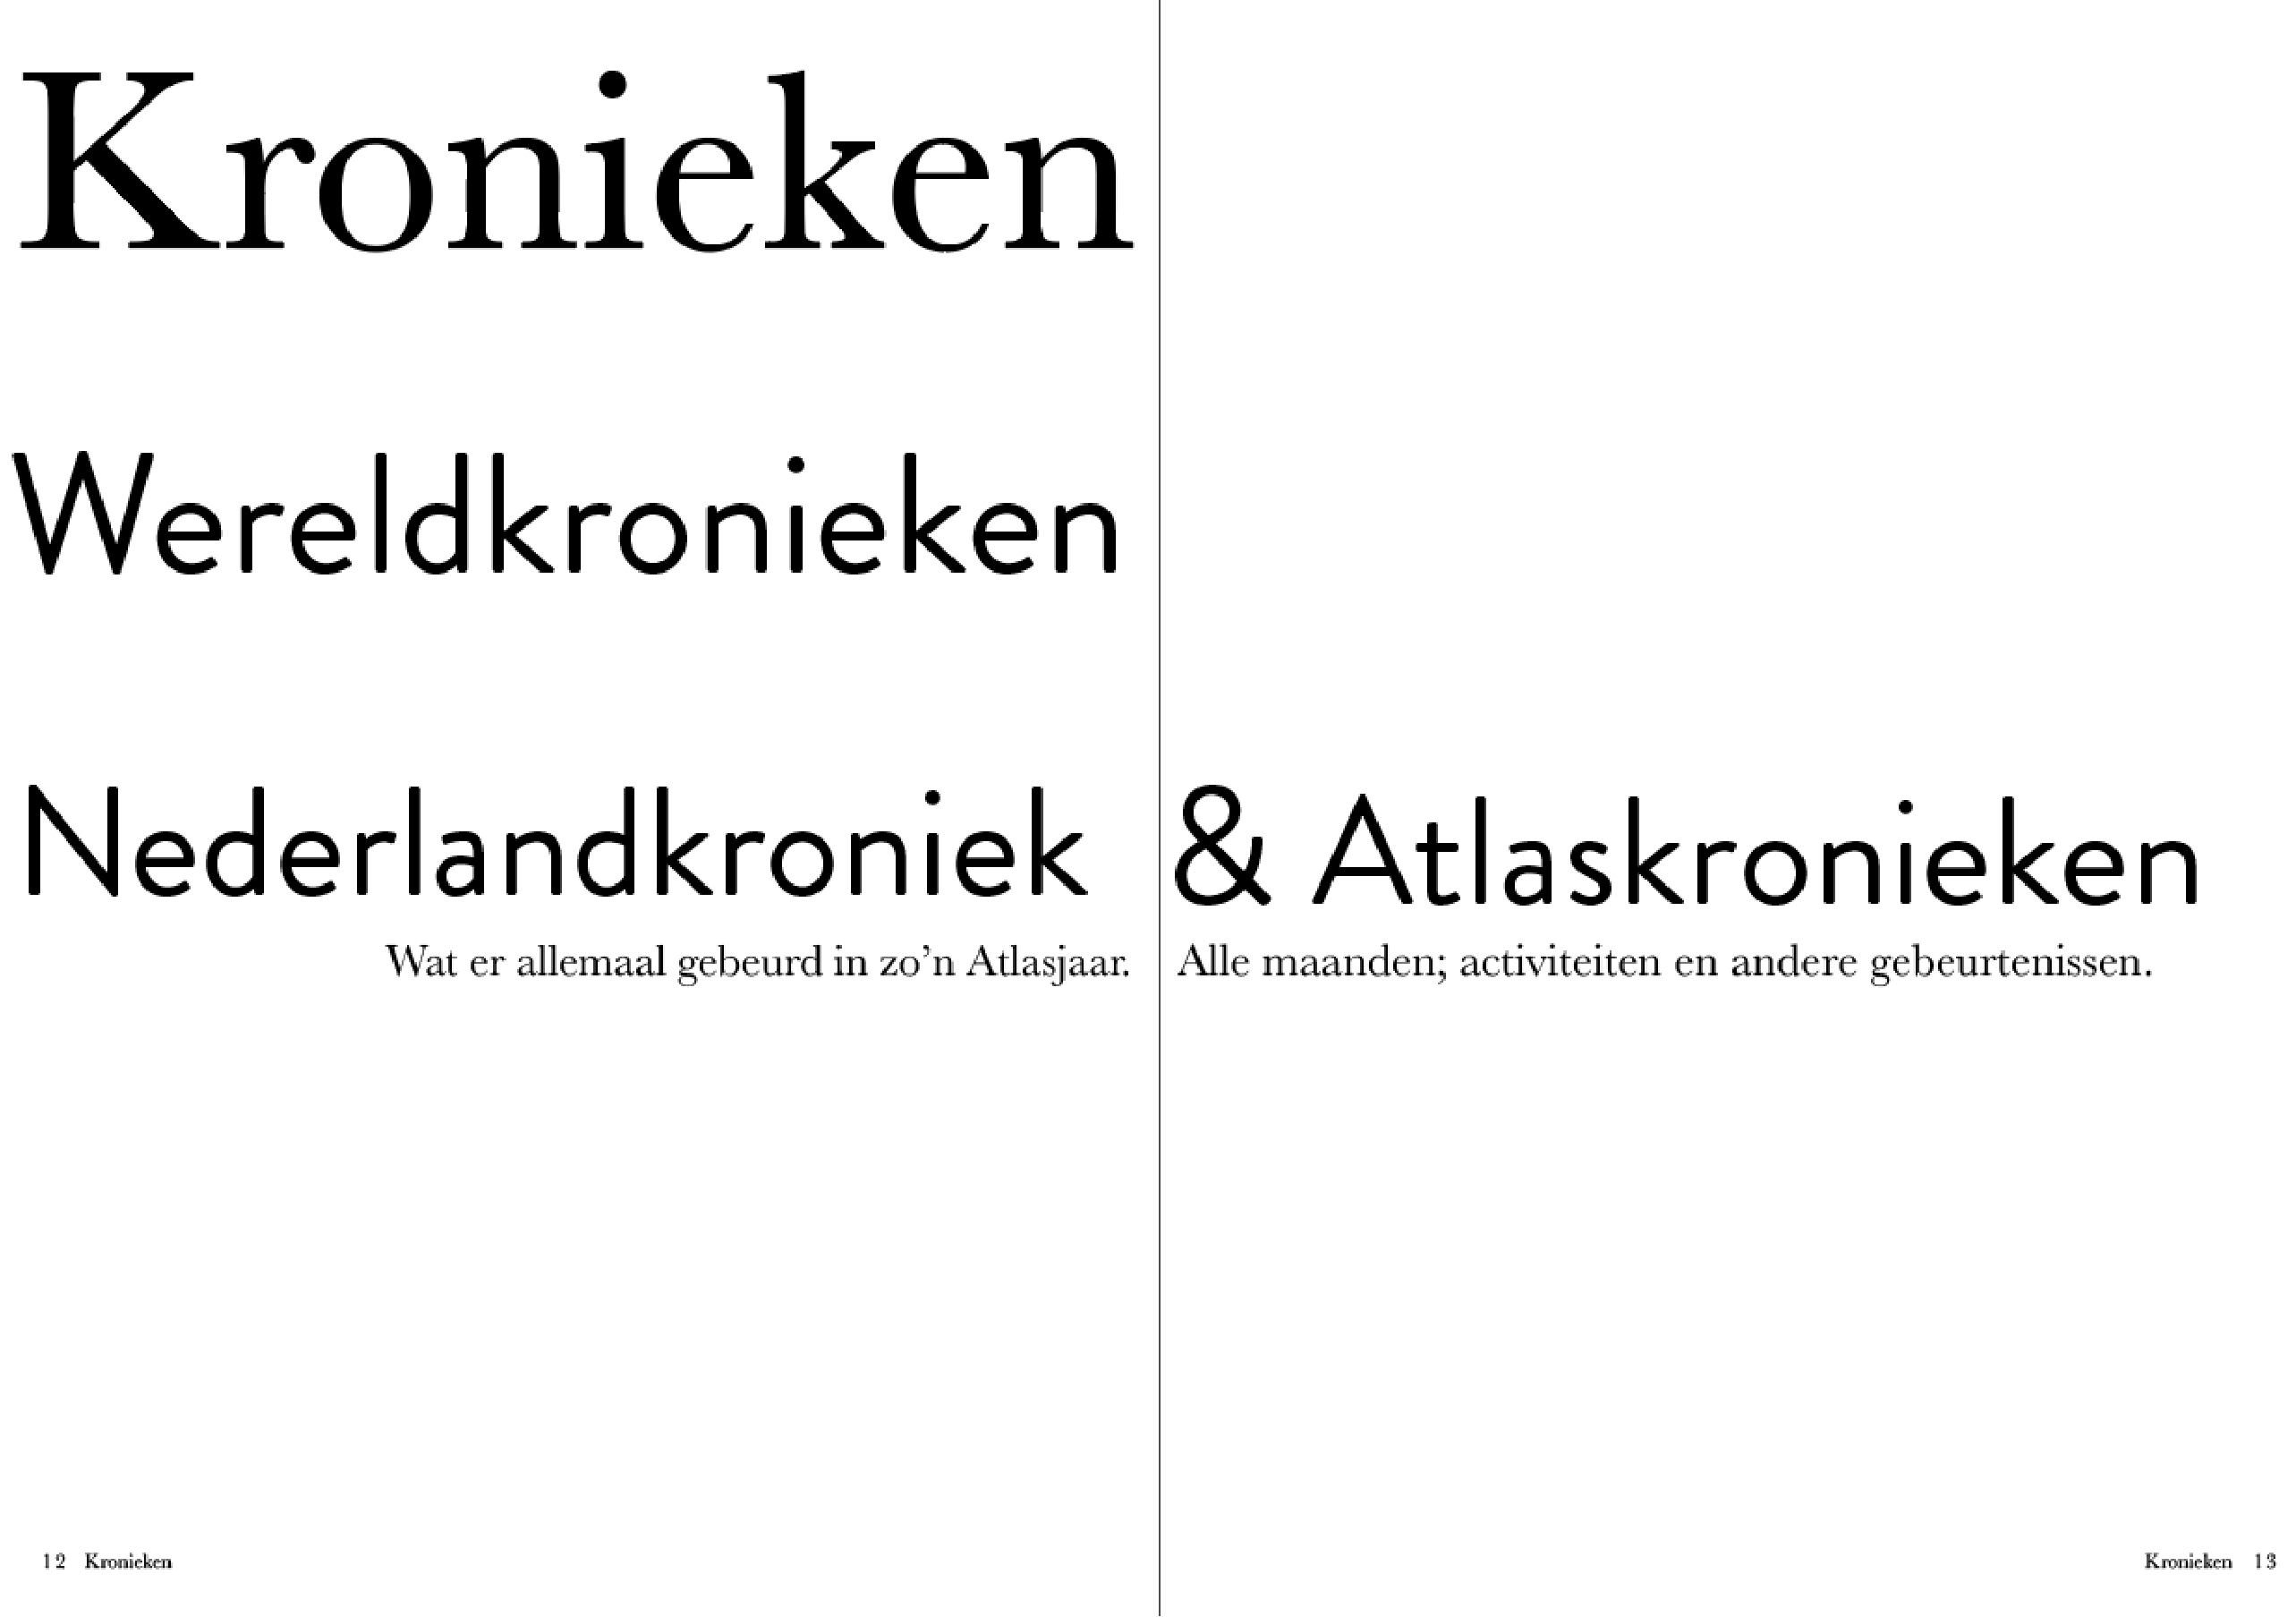 Kronieken
Wereldkronieken
Nederlandkroniek
Wat er allemaal gebeurd in zo’n Atlasjaar.
12 Kronieken
& Atlaskronieken
Alle maanden; activiteiten en andere gebeurtenissen.
Kronieken 13